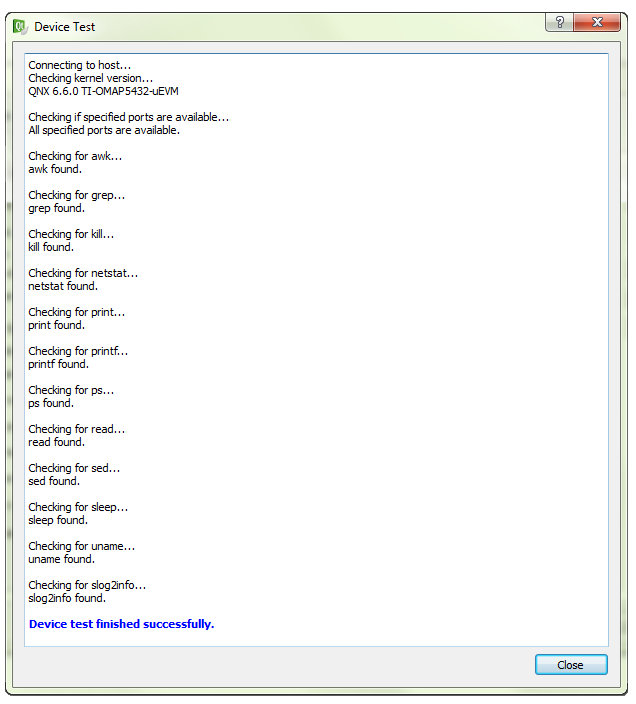 Qt Device Test
?
Connecting to host...
Checking kernel version...
QNX 6.6.0 TI-OMAP5432-uEVM
Checking if specified ports are available...
All specified ports are available.
Checking for awk...
awk found.
Checking for grep...
grep found.
Checking for kill...
kill found.
Checking for netstat...
netstat found.
Checking for print...
print found.
Checking for printf...
printf found.
Checking for ps...
ps found.
Checking for read...
read found.
Checking for sed...
sed found.
Checking for sleep...
sleep found.
Checking for uname...
uname found.
Checking for slog2info...
slog2info found.
Device test finished successfully.
Close